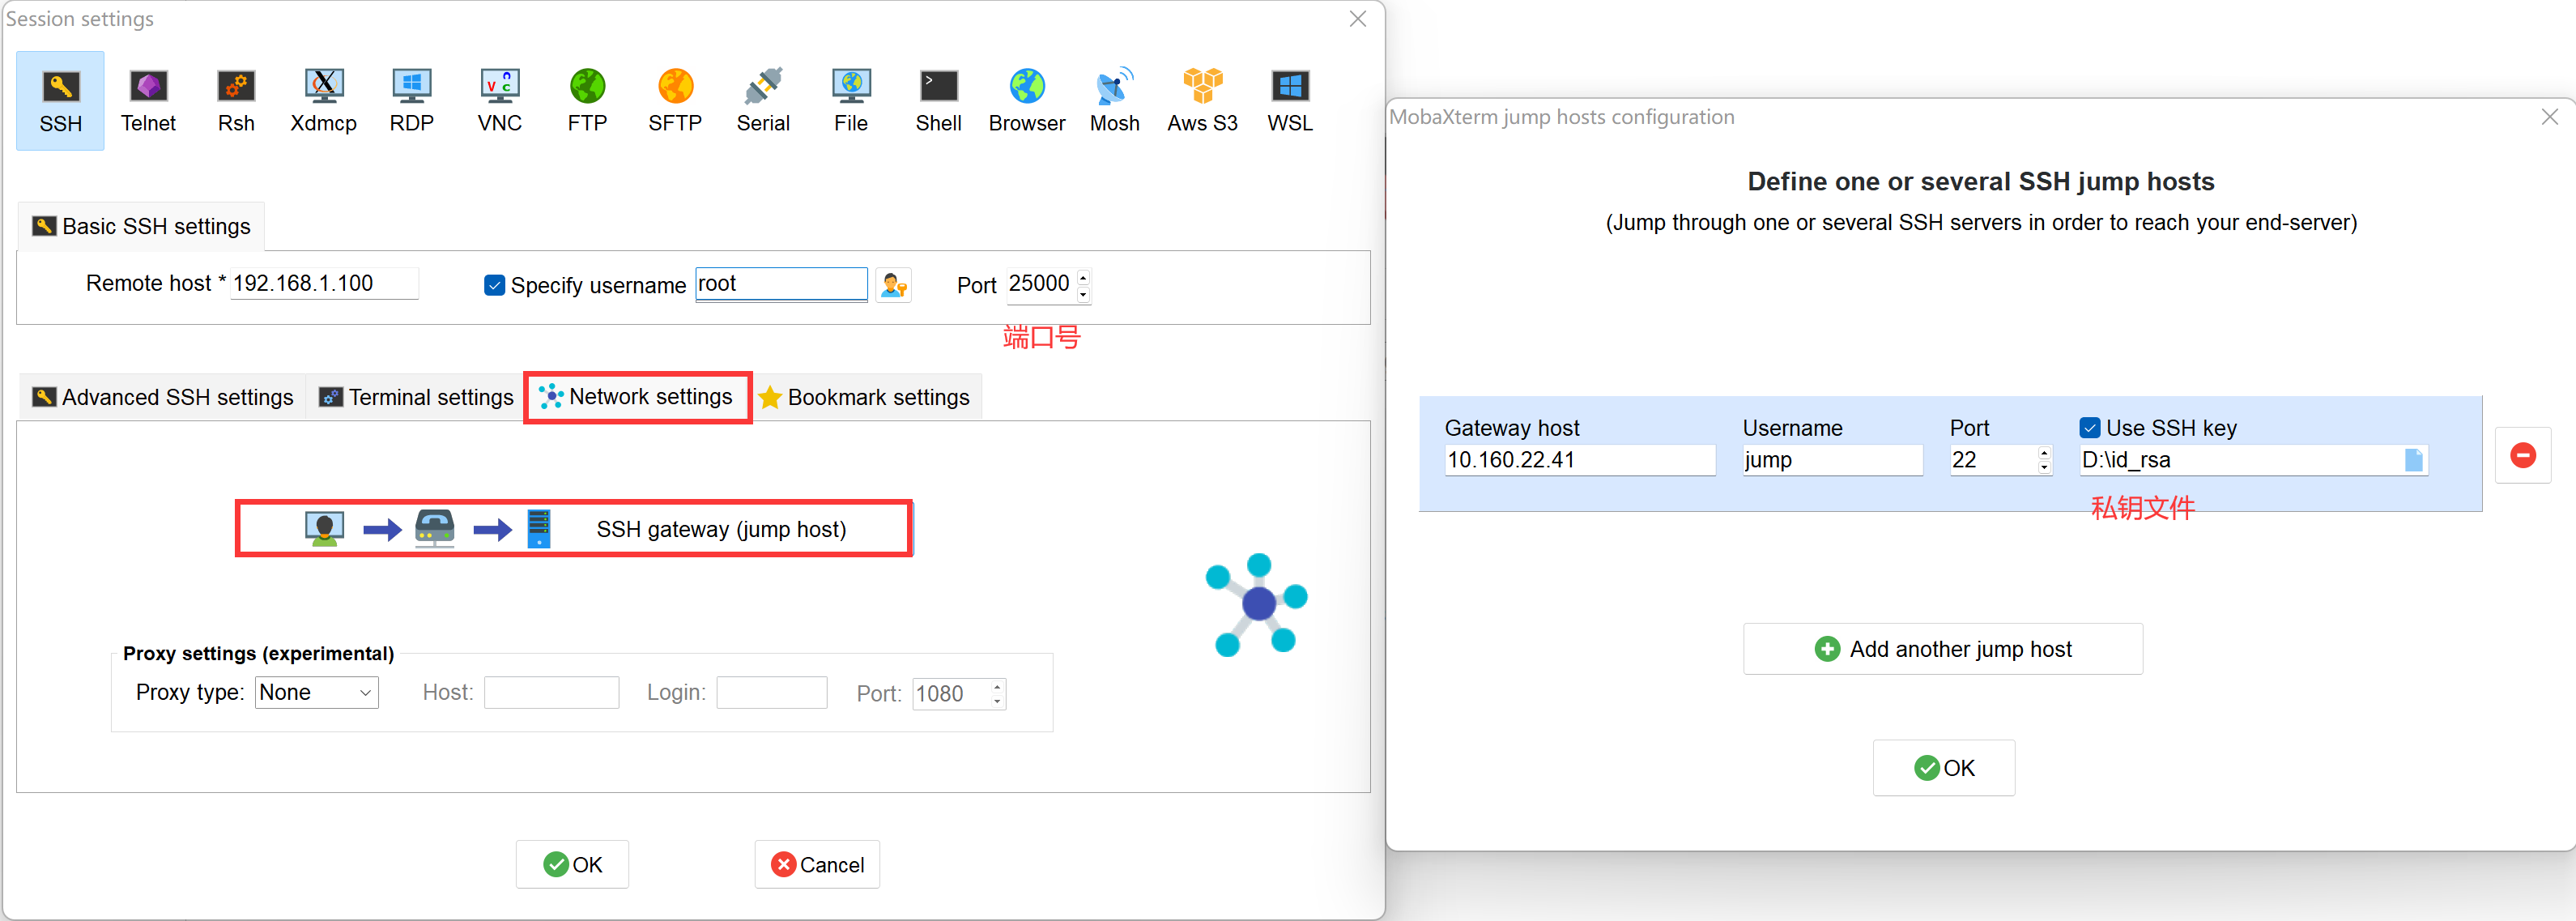 Session settings
SSH Telnet Rsh Xdmcp RDP VNC FTP SFTP Serial File Shell Browser Mosh Aws S3 WSL
Basic SSH settings
Remote host * 192.168.1.100 Specify username root Port 25000
端口号
Advanced SSH settings Terminal settings Network settings Bookmark settings
SSH gateway (jump host)
Proxy settings (experimental)
Proxy type: None Host: Login: Port: 1080
OK Cancel
MobaXterm jump hosts configuration
Define one or several SSH jump hosts
(Jump through one or several SSH servers in order to reach your end-server)
Gateway host Username Port Use SSH key
10.160.22.41 jump 22 D:\id_rsa
私钥文件
Add another jump host
OK